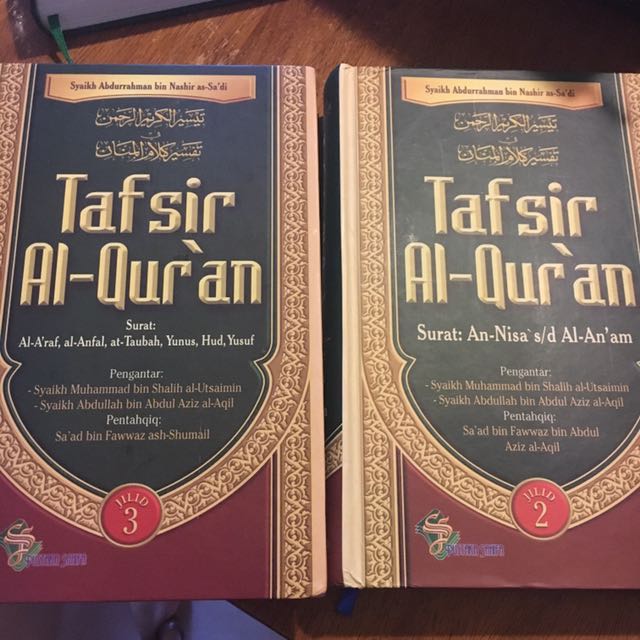 Syaikh Abdurrahman bin Nashir as-Sa'di
تيسير الكريم الرحمن
في
تفسير كلام المنان
Tafsir
Al-Qur`an
Surat:
Al-A'raf, al-Anfal, at-Taubah, Yunus, Hud, Yusuf
Pengantar:
- Syaikh Muhammad bin Shalih al-Utsaimin
- Syaikh Abdullah bin Abdul Aziz al-Aqil
Pentahqiq:
Sa'ad bin Fawwaz ash-Shumail
JILID
3
PUSTAKA SAHIFA
Syaikh Abdurrahman bin Nashir as-Sa'di
تيسير الكريم الرحمن
في
تفسير كلام المنان
Tafsir
Al-Qur`an
Surat: An-Nisa` s/d Al-An'am
Pengantar:
- Syaikh Muhammad bin Shalih al-Utsaimin
- Syaikh Abdullah bin Abdul Aziz al-Aqil
Pentahqiq:
Sa'ad bin Fawwaz bin Abdul
Aziz al-Aqil
JILID
2
PUSTAKA SAHIFA